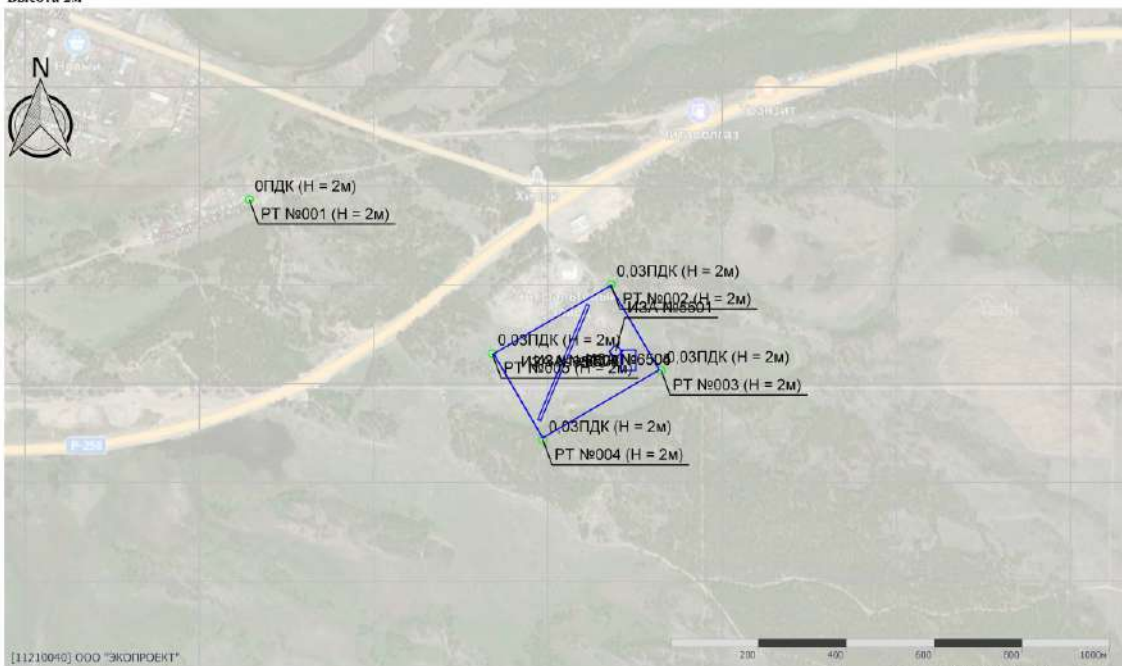 N
0ПДК (Н = 2м)
РТ №001 (Н = 2м)
0,03ПДК (Н = 2м)
РТ №002 (Н = 2м)
ИЗА №5501
0,03ПДК (Н = 2м)
РТ №005 (Н = 2м)
0,03ПДК (Н = 2м)
РТ №003 (Н = 2м)
0,03ПДК (Н = 2м)
РТ №004 (Н = 2м)
Р-258
[11210040] ООО "ЭКОПРОЕКТ"
200 400 600 800 1000м